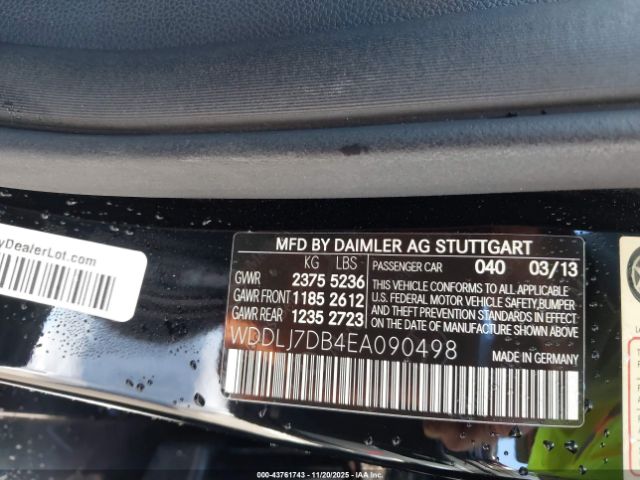 yDealerLot.com
MFD BY DAIMLER AG STUTTGART
KG LBS
GVWR 2375 5236
GAWR FRONT 1185 2612
GAWR REAR 1235 2723
PASSENGER CAR 040 03/13
THIS VEHICLE CONFORMS TO ALL APPLICABLE
U.S. FEDERAL MOTOR VEHICLE SAFETY, BUMPER
AND THEFT PREVENTION STANDARDS IN EFFECT
ON THE DATE OF MANUFACTURE SHOWN ABOVE.
WDDLJ7DB4EA090498
000-43761743 | 11/20/2025 | IAA Inc.